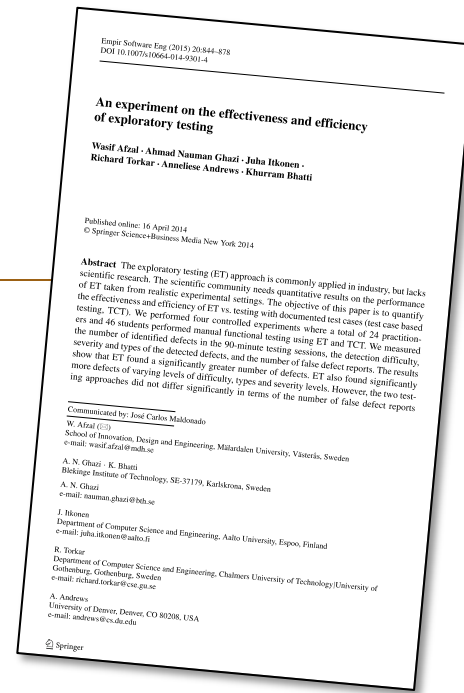 Empir Software Eng (2015) 20:844–878
DOI 10.1007/s10664-014-9301-4
An experiment on the effectiveness and efficiency
of exploratory testing
Wasif Afzal · Ahmad Nauman Ghazi · Juha Itkonen ·
Richard Torkar · Anneliese Andrews · Khurram Bhatti
Published online: 16 April 2014
© Springer Science+Business Media New York 2014
Abstract The exploratory testing (ET) approach is commonly applied in industry, but lacks
scientific research. The scientific community needs quantitative results on the performance
of ET taken from realistic experimental settings. The objective of this paper is to quantify
the effectiveness and efficiency of ET vs. testing with documented test cases (test case based
testing, TCT). We performed four controlled experiments where a total of 24 practition-
ers and 46 students performed manual functional testing using ET and TCT. We measured
the number of identified defects in the 90-minute testing sessions, the detection difficulty,
severity and types of the detected defects, and the number of false defect reports. The results
show that ET found a significantly greater number of defects. ET also found significantly
more defects of varying levels of difficulty, types and severity levels. However, the two test-
ing approaches did not differ significantly in terms of the number of false defect reports
Communicated by: José Carlos Maldonado
W. Afzal (✉)
School of Innovation, Design and Engineering, Mälardalen University, Västerås, Sweden
e-mail: wasif.afzal@mdh.se
A. N. Ghazi · K. Bhatti
Blekinge Institute of Technology, SE-37179, Karlskrona, Sweden
A. N. Ghazi
e-mail: nauman.ghazi@bth.se
J. Itkonen
Department of Computer Science and Engineering, Aalto University, Espoo, Finland
e-mail: juha.itkonen@aalto.fi
R. Torkar
Department of Computer Science and Engineering, Chalmers University of Technology|University of
Gothenburg, Gothenburg, Sweden
e-mail: richard.torkar@cse.gu.se
A. Andrews
University of Denver, Denver, CO 80208, USA
e-mail: andrews@cs.du.edu
Springer